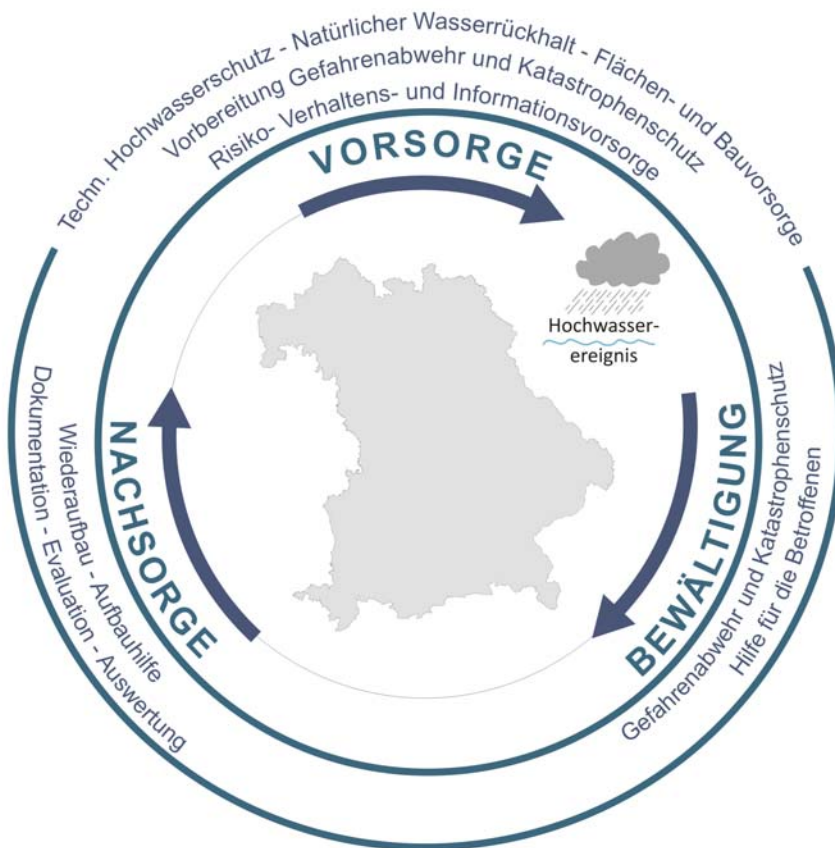 Techn. Hochwasserschutz - Natürlicher Wasserrückhalt - Flächen- und Bauvorsorge
Vorbereitung Gefahrenabwehr und Katastrophenschutz
Risiko- Verhaltens- und Informationsvorsorge
VORSORGE
Hochwasser-
ereignis
BEWÄLTIGUNG
Gefahrenabwehr und Katastrophenschutz
Hilfe für die Betroffenen
NACHSORGE
Wiederaufbau - Aufbauhilfe
Dokumentation - Evaluation - Auswertung